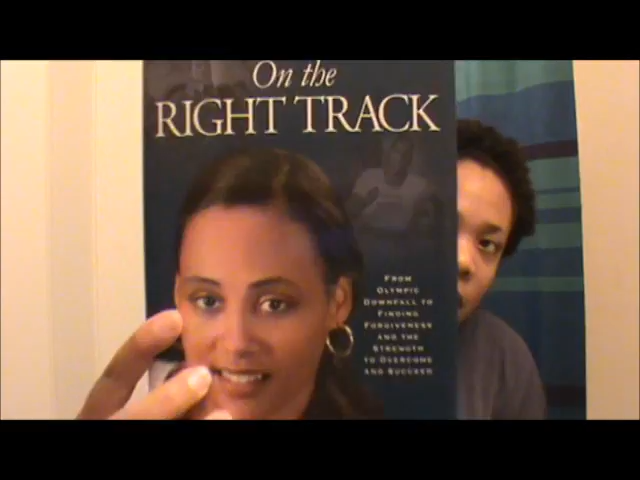 On the
RIGHT TRACK
FROM
OLYMPIC
DOWNFALL TO
FINDING
FORGIVENESS
AND THE
STRENGTH
TO OVERCOME
AND SUCCEED